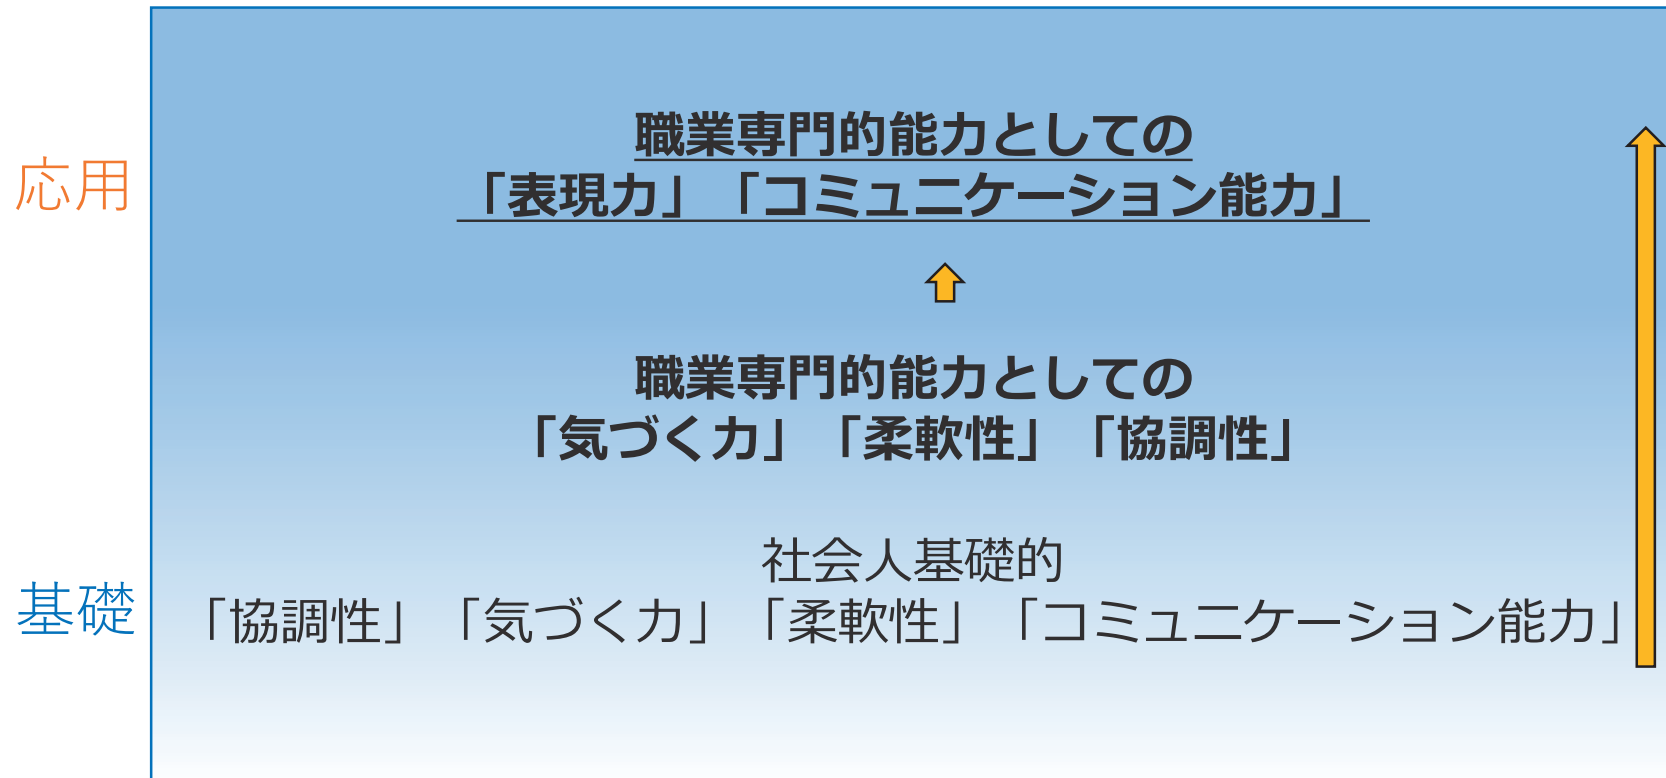 職業専門的能力としての
「表現力」「コミュニケーション能力」
応用
職業専門的能力としての
「気づく力」「柔軟性」「協調性」
社会人基礎的
基礎
「協調性」「気づく力」「柔軟性」「コミュニケーション能力」